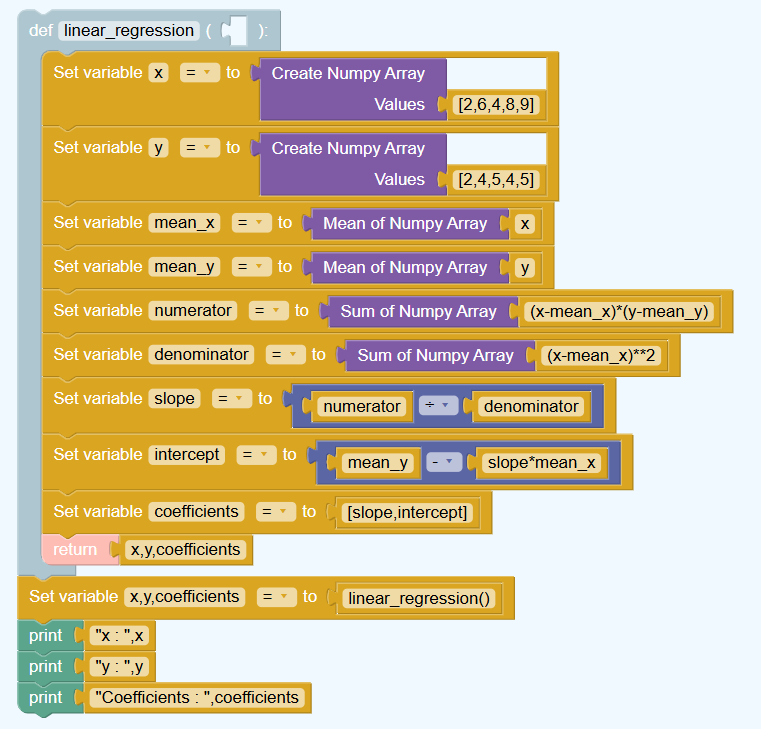 def linear_regression ( ):
Set variable x = to Create Numpy Array
Values [2,6,4,8,9]
Set variable y = to Create Numpy Array
Values [2,4,5,4,5]
Set variable mean_x = to Mean of Numpy Array x
Set variable mean_y = to Mean of Numpy Array y
Set variable numerator = to Sum of Numpy Array (x-mean_x)*(y-mean_y)
Set variable denominator = to Sum of Numpy Array (x-mean_x)**2
Set variable slope = to numerator ÷ denominator
Set variable intercept = to mean_y - slope*mean_x
Set variable coefficients = to [slope,intercept]
return x,y,coefficients
Set variable x,y,coefficients = to linear_regression()
print "x : ",x
print "y : ",y
print "Coefficients : ",coefficients